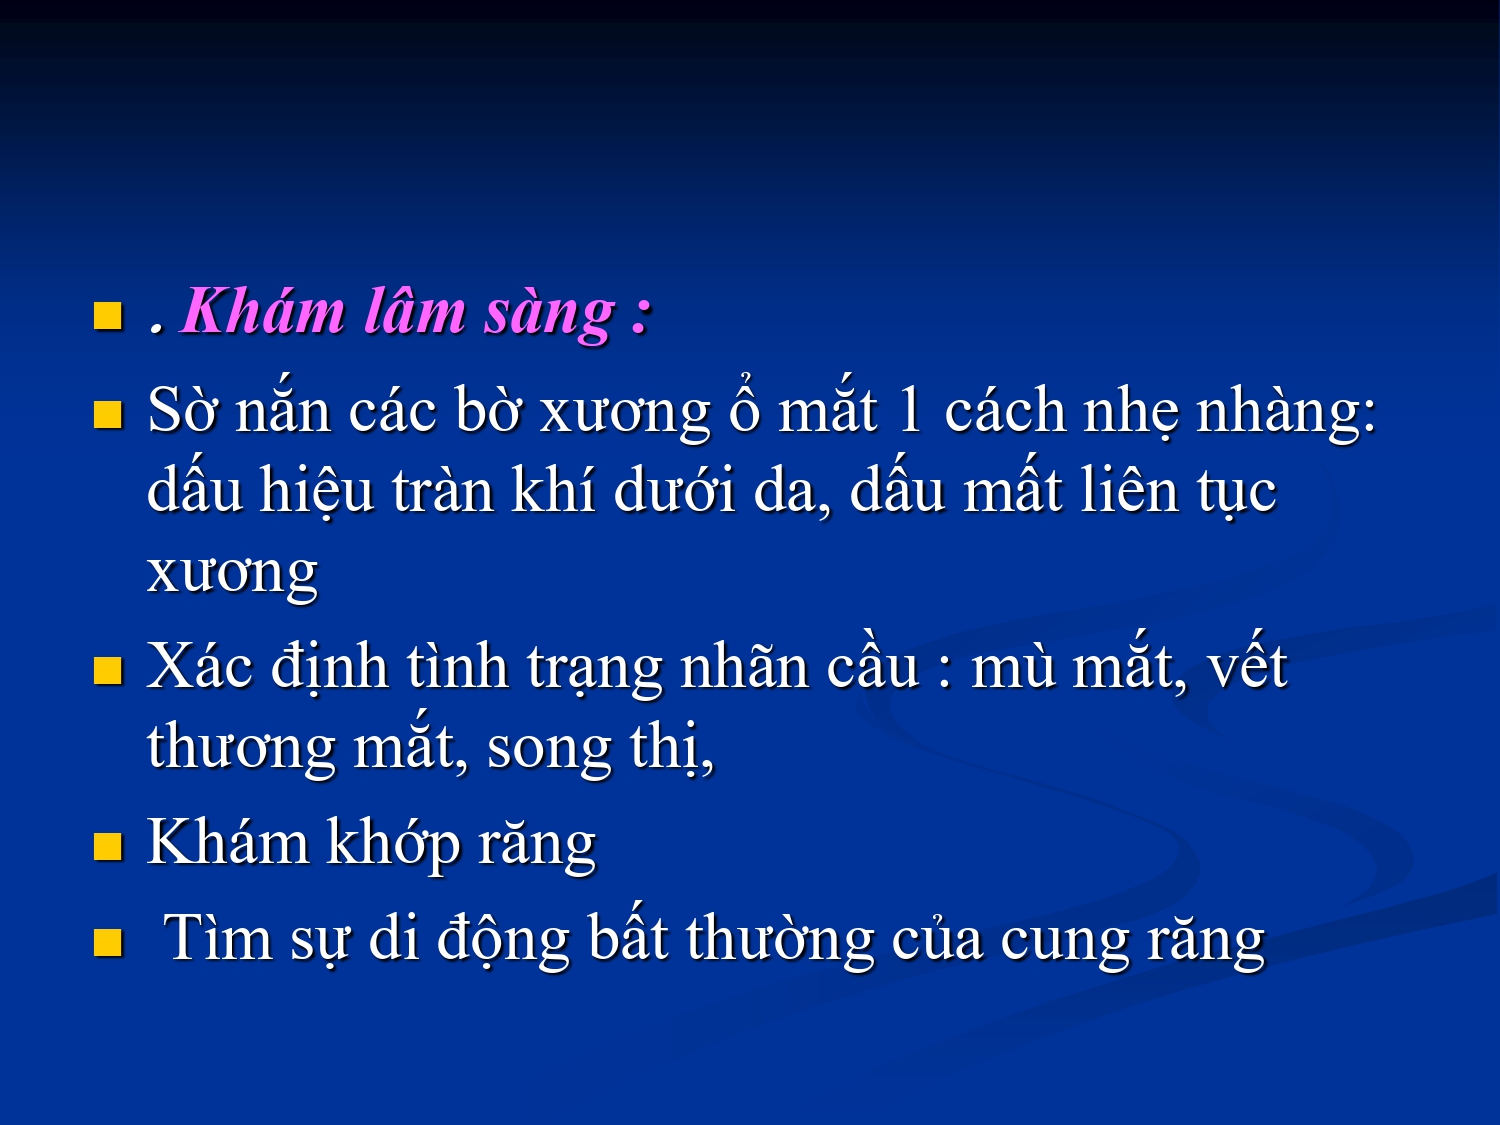 . Khám lâm sàng :
Sờ nắn các bờ xương ổ mắt 1 cách nhẹ nhàng:
dấu hiệu tràn khí dưới da, dấu mất liên tục
xương
Xác định tình trạng nhãn cầu : mù mắt, vết
thương mắt, song thị,
Khám khớp răng
Tìm sự di động bất thường của cung răng